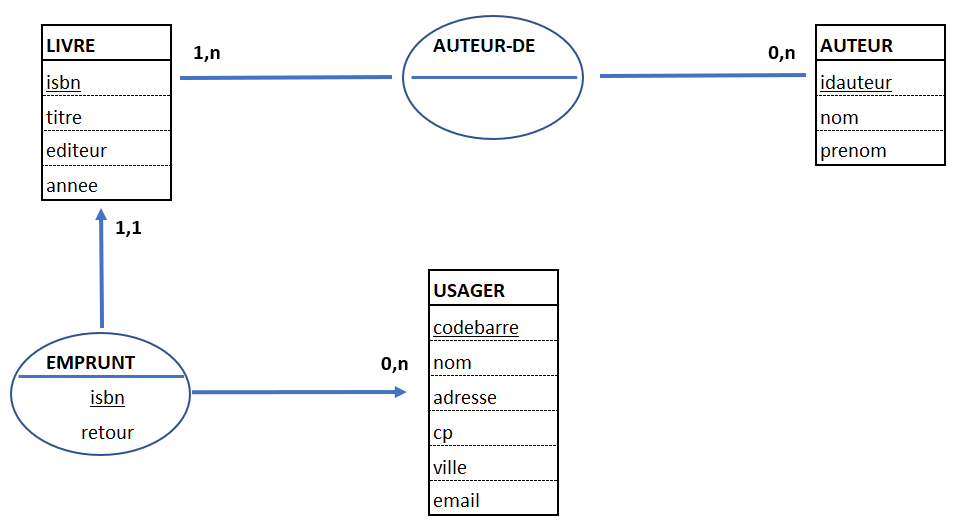 LIVRE
isbn
titre
editeur
annee
1,n
AUTEUR-DE
0,n
AUTEUR
idauteur
nom
prenom
1,1
EMPRUNT
isbn
retour
0,n
USAGER
codebarre
nom
adresse
cp
ville
email